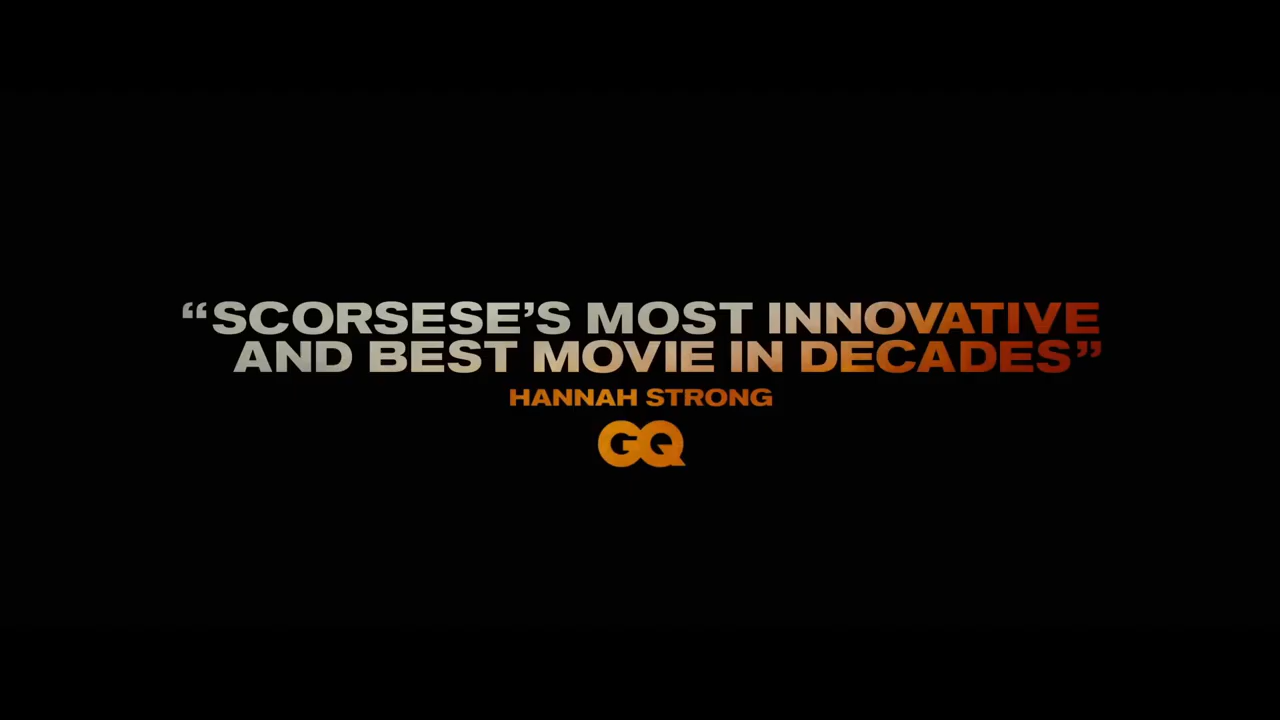 “SCORSESE’S MOST INNOVATIVE
AND BEST MOVIE IN DECADES”
HANNAH STRONG
GQ